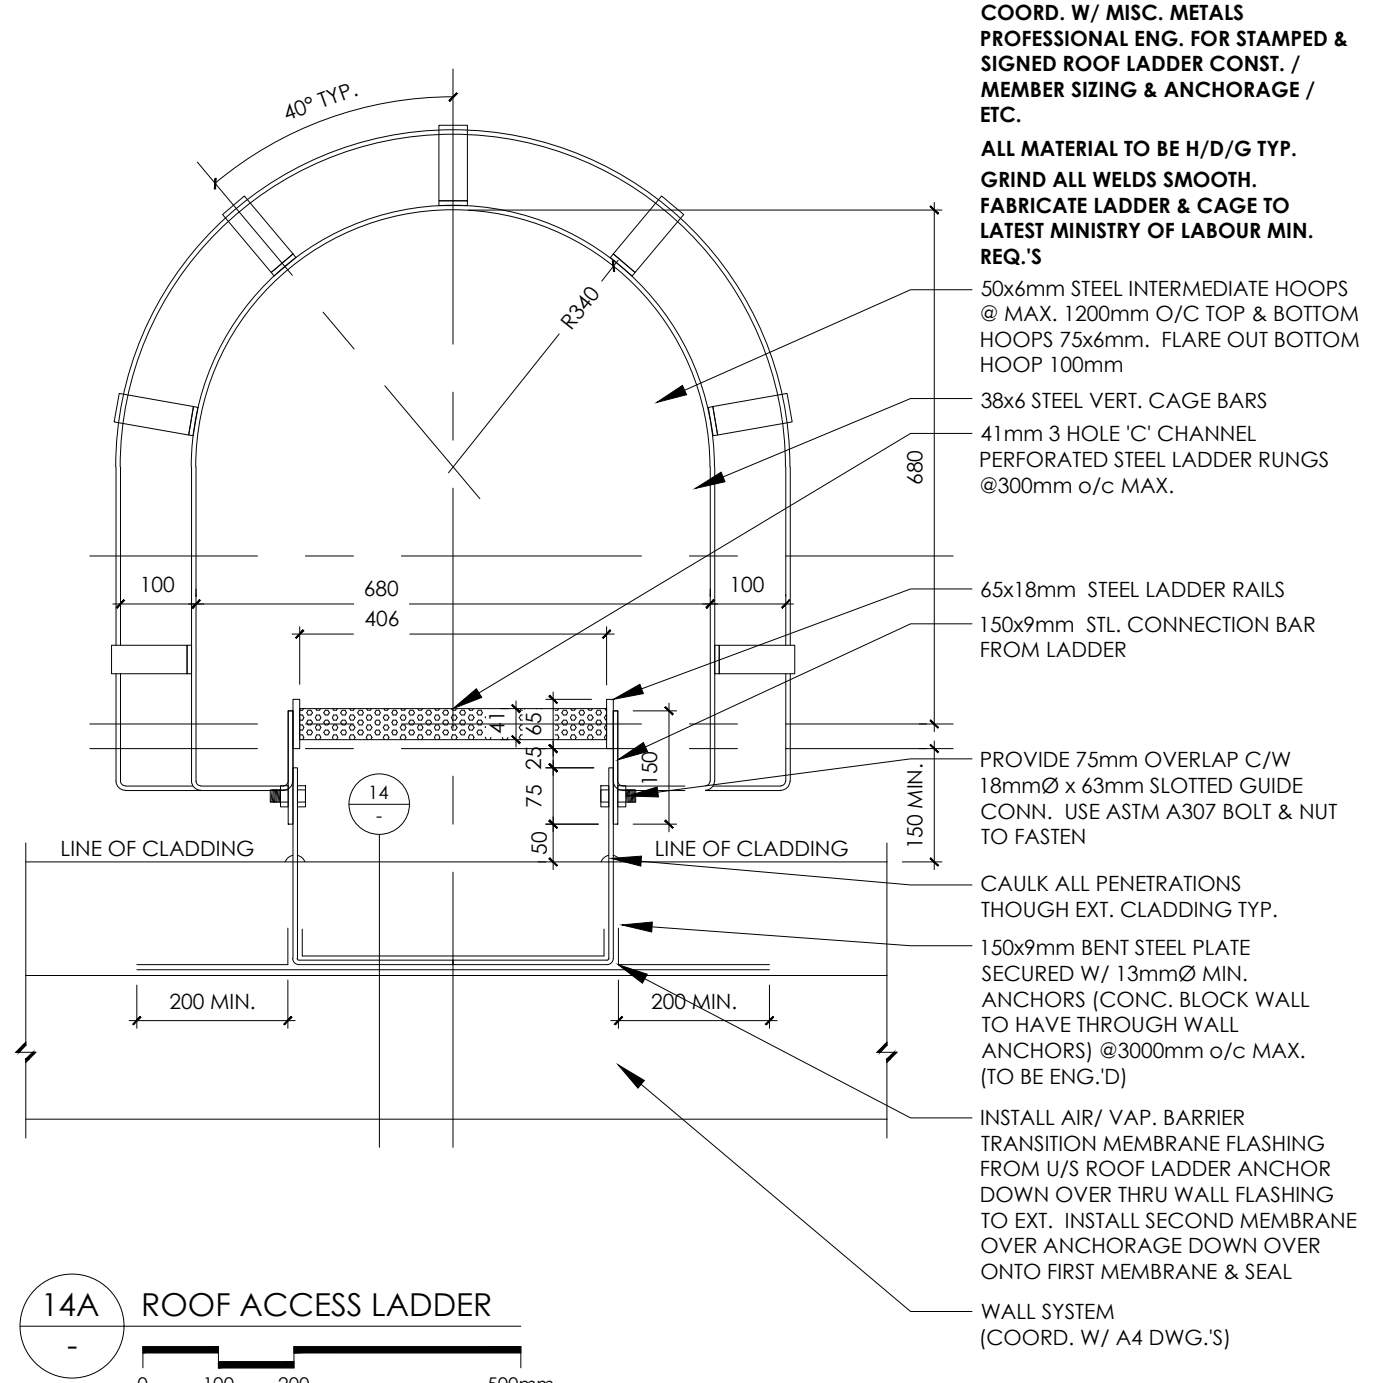 COORD. W/ MISC. METALS
PROFESSIONAL ENG. FOR STAMPED &
SIGNED ROOF LADDER CONST. /
MEMBER SIZING & ANCHORAGE /
ETC.
ALL MATERIAL TO BE H/D/G TYP.
GRIND ALL WELDS SMOOTH.
FABRICATE LADDER & CAGE TO
LATEST MINISTRY OF LABOUR MIN.
REQ.'S
50x6mm STEEL INTERMEDIATE HOOPS
@ MAX. 1200mm O/C TOP & BOTTOM
HOOPS 75x6mm. FLARE OUT BOTTOM
HOOP 100mm
38x6 STEEL VERT. CAGE BARS
41mm 3 HOLE 'C' CHANNEL
PERFORATED STEEL LADDER RUNGS
@300mm o/c MAX.
65x18mm STEEL LADDER RAILS
150x9mm STL. CONNECTION BAR
FROM LADDER
PROVIDE 75mm OVERLAP C/W
18mmØ x 63mm SLOTTED GUIDE
CONN. USE ASTM A307 BOLT & NUT
TO FASTEN
CAULK ALL PENETRATIONS
THOUGH EXT. CLADDING TYP.
150x9mm BENT STEEL PLATE
SECURED W/ 13mmØ MIN.
ANCHORS (CONC. BLOCK WALL
TO HAVE THROUGH WALL
ANCHORS) @3000mm o/c MAX.
(TO BE ENG.'D)
INSTALL AIR/ VAP. BARRIER
TRANSITION MEMBRANE FLASHING
FROM U/S ROOF LADDER ANCHOR
DOWN OVER THRU WALL FLASHING
TO EXT. INSTALL SECOND MEMBRANE
OVER ANCHORAGE DOWN OVER
ONTO FIRST MEMBRANE & SEAL
WALL SYSTEM
(COORD. W/ A4 DWG.'S)
40° TYP.
R340
680
100
680
100
406
41
65
25
150
75
50
150 MIN.
14
-
LINE OF CLADDING
LINE OF CLADDING
200 MIN.
200 MIN.
14A
-
ROOF ACCESS LADDER
0 100 200 500mm